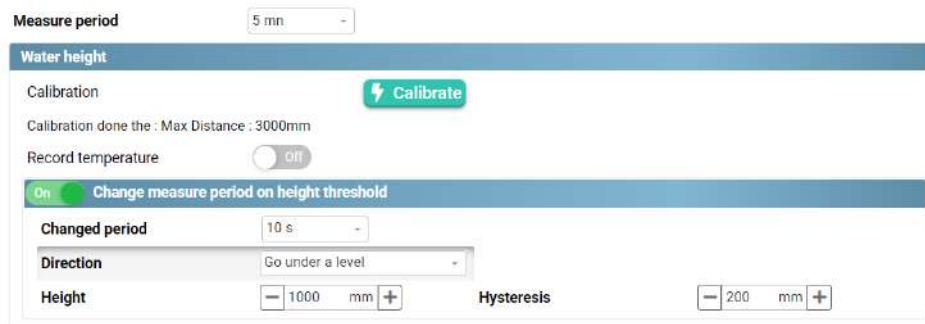 Measure period 5 mn
Water height
Calibration Calibrate
Calibration done the : Max Distance : 3000mm
Record temperature Off
On Change measure period on height threshold
Changed period 10 s
Direction Go under a level
Height 1000 mm Hysteresis 200 mm